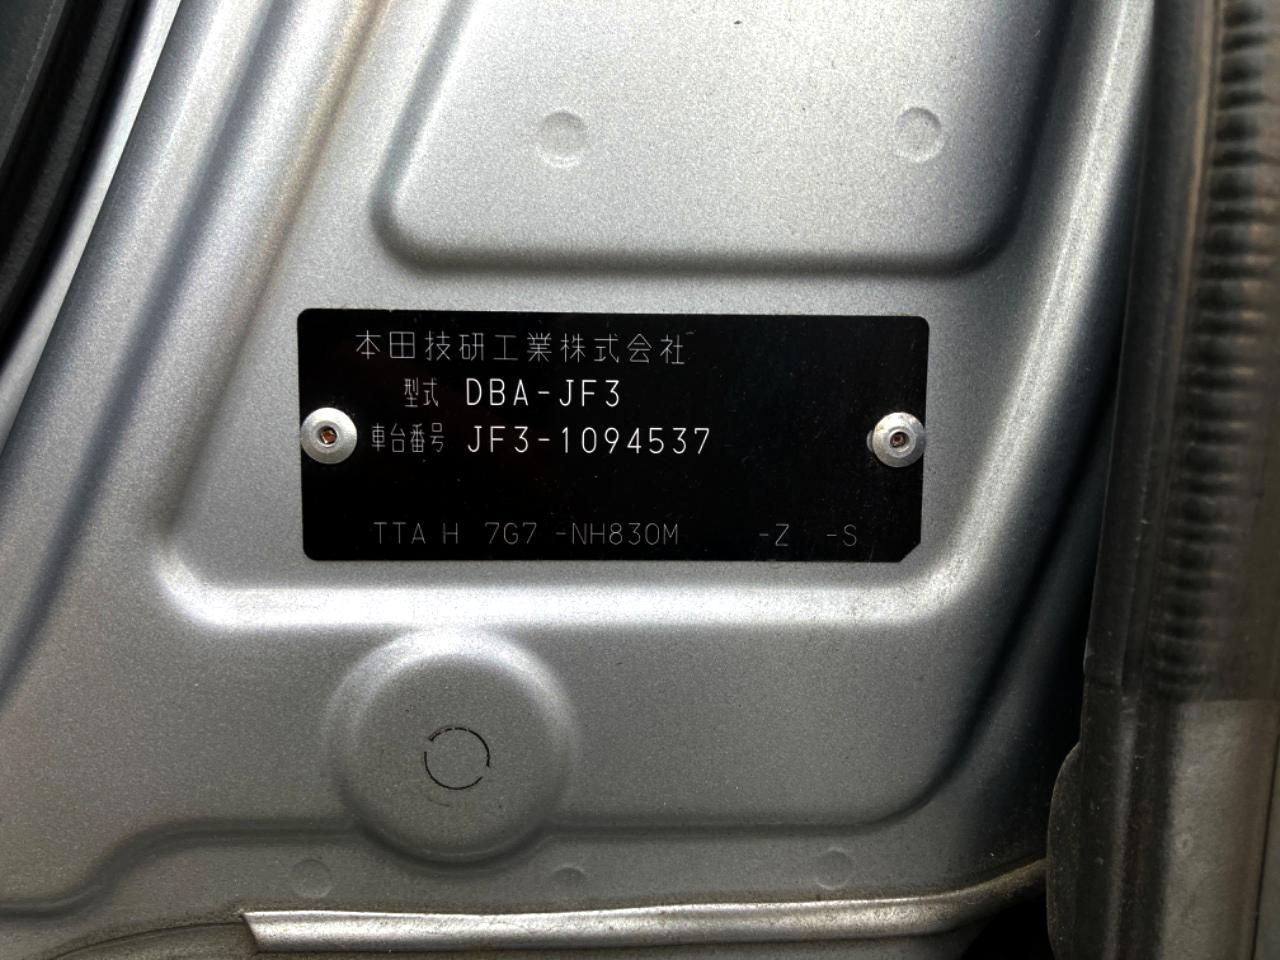 本田技研工業株式会社
型式 DBA-JF3
車台番号 JF3-1094537
TTA H 7G7 -NH830M -Z -S